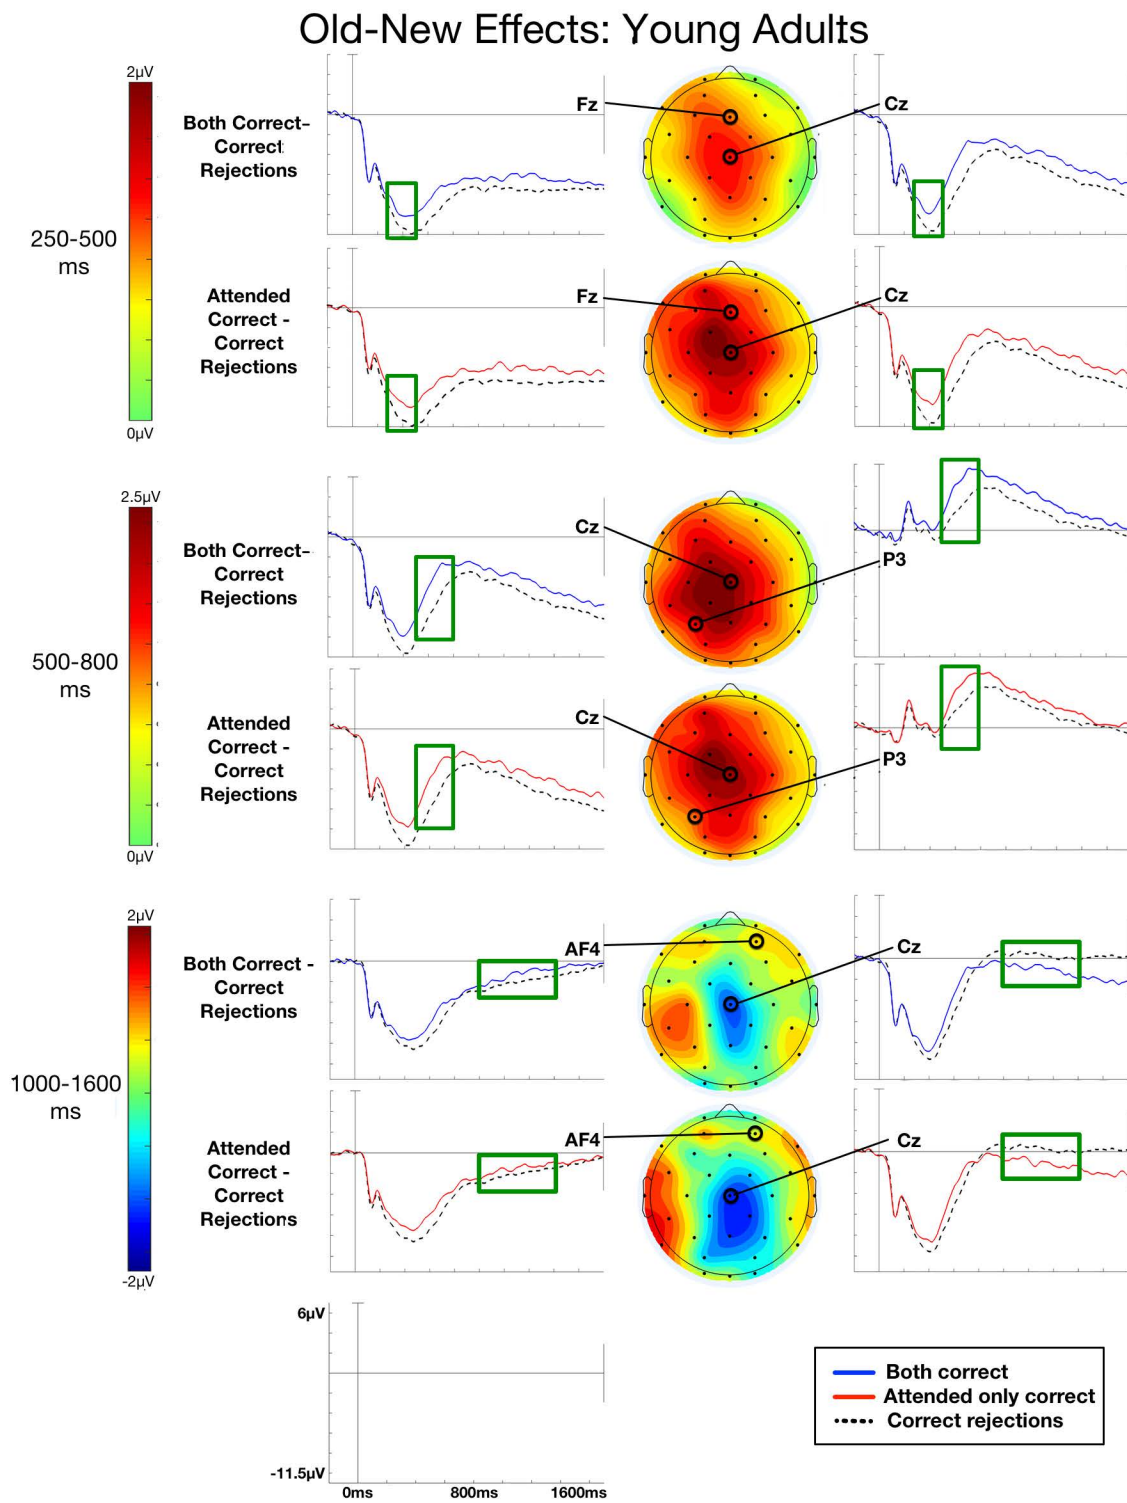 Old-New Effects: Young Adults
2µV
Both Correct-
Correct
Rejections
Fz
Cz
250-500
ms
Attended
Correct -
Correct
Rejections
Fz
Cz
0µV
2.5µV
Both Correct-
Correct
Rejections
Cz
P3
500-800
ms
Attended
Correct -
Correct
Rejections
Cz
P3
0µV
2µV
Both Correct -
Correct
Rejections
AF4
Cz
1000-1600
ms
Attended
Correct -
Correct
Rejections
AF4
Cz
-2µV
6µV
-11.5µV
0ms 800ms 1600ms
Both correct
Attended only correct
Correct rejections